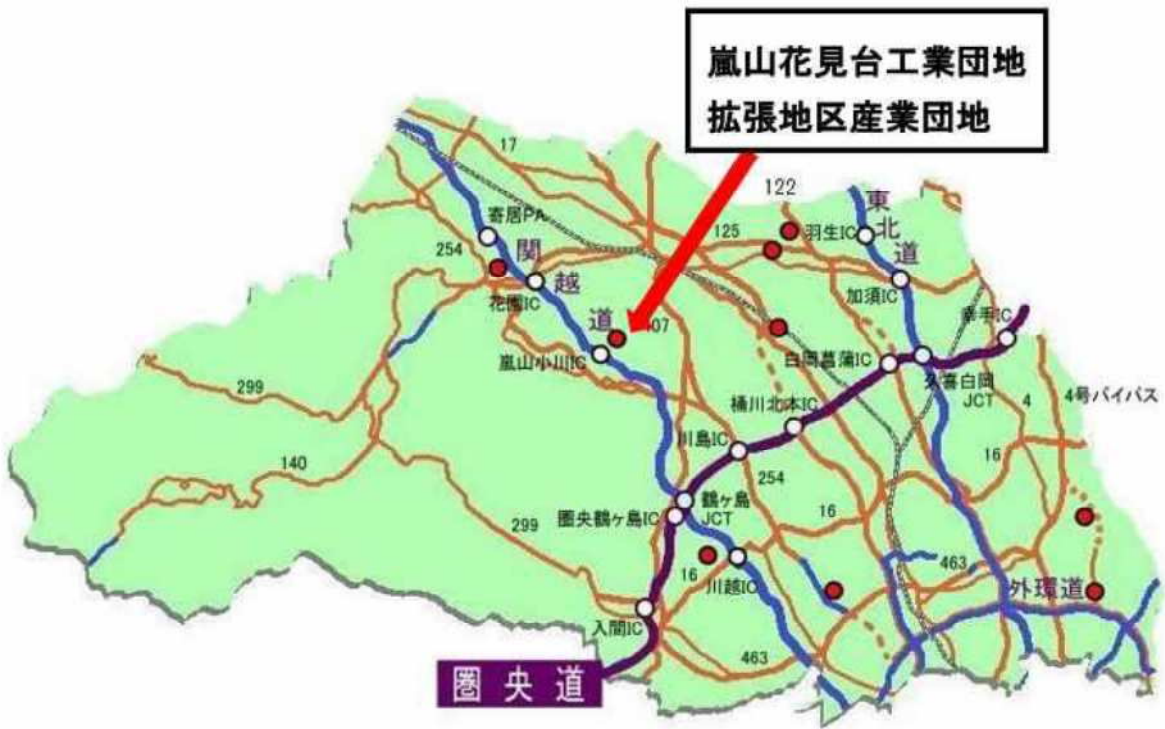 嵐山花見台工業団地
拡張地区産業団地
17
122
東北道
寄居PA
125
羽生IC
254
関越道
花園IC
加須IC
幸手IC
407
嵐山小川IC
白岡菖蒲IC
久喜白岡
JCT
299
4号バイパス
4
桶川北本IC
川島IC
16
140
254
鶴ヶ島
JCT
圏央鶴ヶ島IC
16
299
16
川越IC
463
外環道
入間IC
463
圏央道